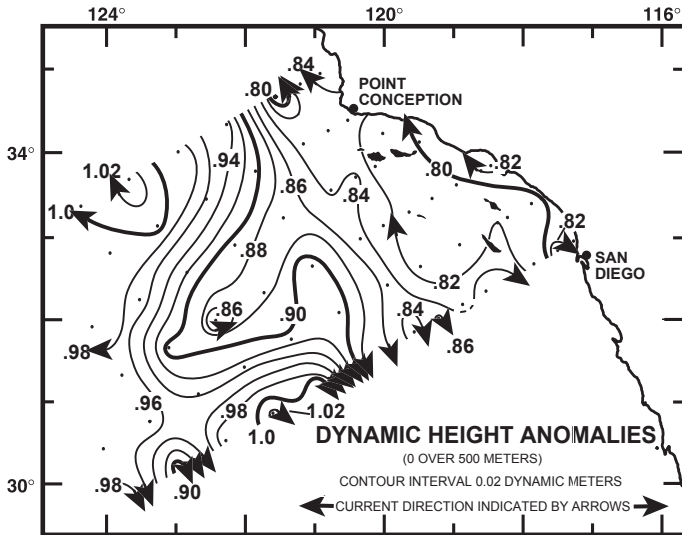 124° 120° 116°
.84
.80
POINT
CONCEPTION
34°
.94
1.02
.86
.82
.80
.84
1.0
.82
.88
SAN
DIEGO
.82
.86
.90
.84
.86
.98
.96
.98
1.02
1.0
DYNAMIC HEIGHT ANOMALIES
(0 OVER 500 METERS)
CONTOUR INTERVAL 0.02 DYNAMIC METERS
CURRENT DIRECTION INDICATED BY ARROWS
30°
.98
.90